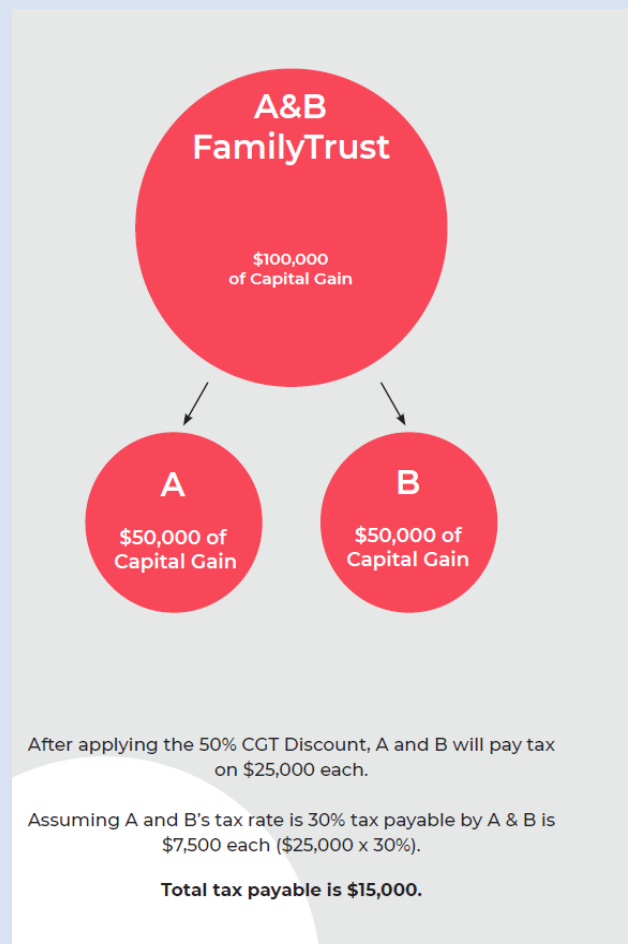 A&B
FamilyTrust
$100,000
of Capital Gain
A
$50,000 of
Capital Gain
B
$50,000 of
Capital Gain
After applying the 50% CGT Discount, A and B will pay tax
on $25,000 each.
Assuming A and B's tax rate is 30% tax payable by A & B is
$7,500 each ($25,000 x 30%).
Total tax payable is $15,000.